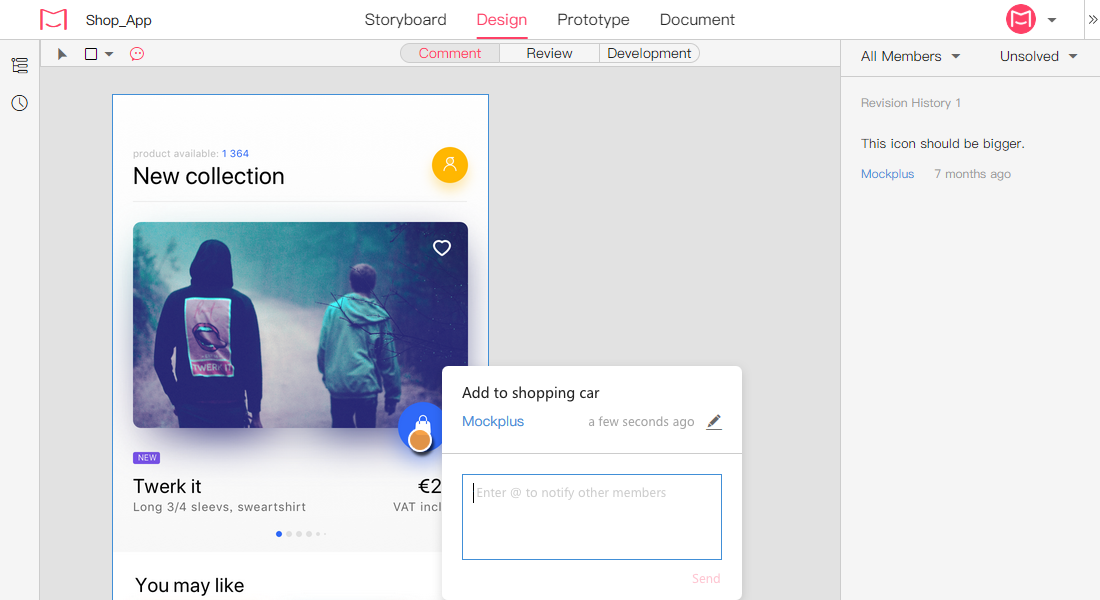 Shop_App
Storyboard Design Prototype Document
Comment Review Development
All Members Unsolved
Revision History 1
This icon should be bigger.
Mockplus 7 months ago
product available: 1 364
New collection
TWERK IT
Add to shopping car
Mockplus a few seconds ago
NEW
Twerk it €2
Long 3/4 sleevs, sweartshirt VAT incl
Enter @ to notify other members
Send
You may like